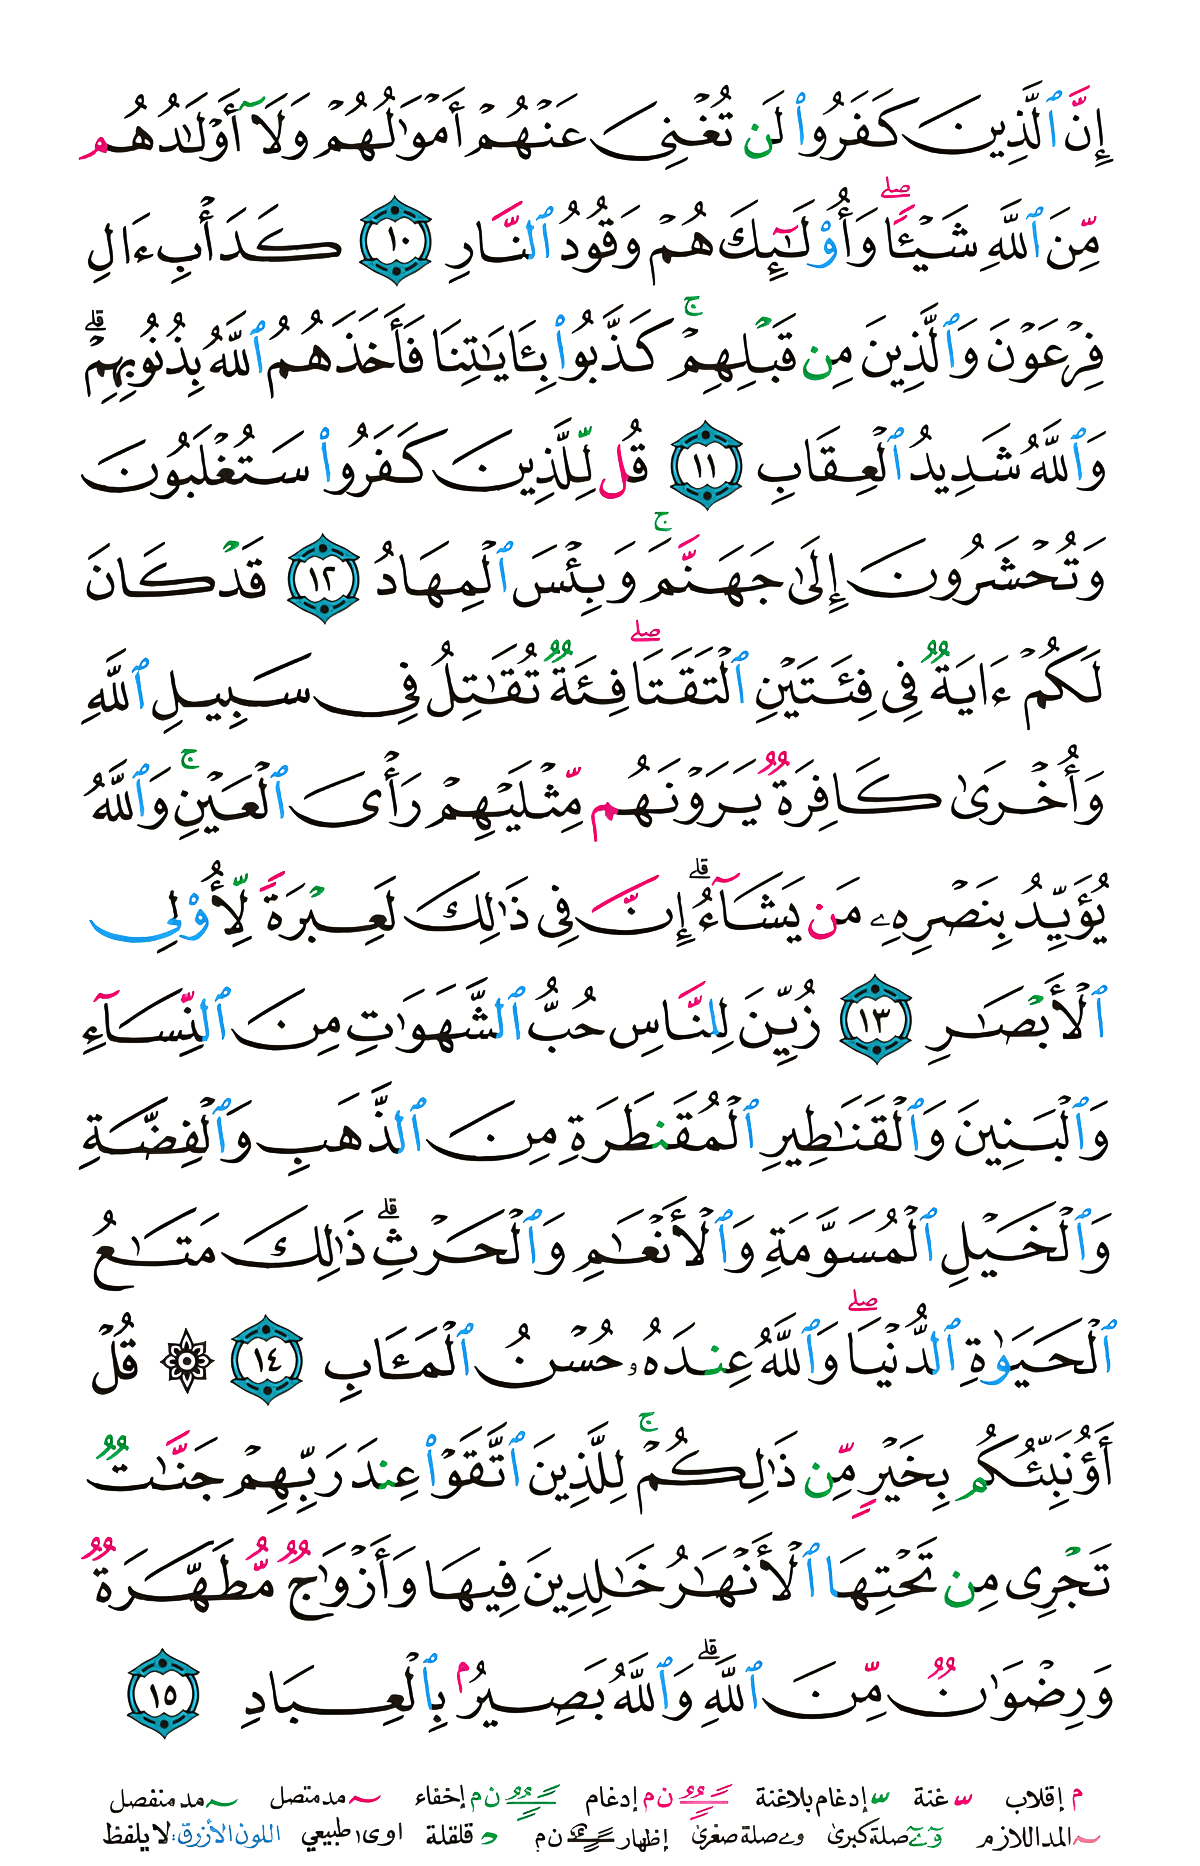 إِنَّ ٱلَّذِينَ كَفَرُوا۟ لَن تُغْنِىَ عَنْهُمْ أَمْوَٰلُهُمْ وَلَآ أَوْلَـٰدُهُم
مِّنَ ٱللَّهِ شَيْـًٔا ۖ وَأُو۟لَـٰٓئِكَ هُمْ وَقُودُ ٱلنَّارِ ١٠ كَدَأْبِ ءَالِ
فِرْعَوْنَ وَٱلَّذِينَ مِن قَبْلِهِمْ ۚ كَذَّبُوا۟ بِـَٔايَـٰتِنَا فَأَخَذَهُمُ ٱللَّهُ بِذُنُوبِهِمْ ۗ
وَٱللَّهُ شَدِيدُ ٱلْعِقَابِ ١١ قُل لِّلَّذِينَ كَفَرُوا۟ سَتُغْلَبُونَ
وَتُحْشَرُونَ إِلَىٰ جَهَنَّمَ ۚ وَبِئْسَ ٱلْمِهَادُ ١٢ قَدْ كَانَ
لَكُمْ ءَايَةٌ فِى فِئَتَيْنِ ٱلْتَقَتَا ۖ فِئَةٌ تُقَـٰتِلُ فِى سَبِيلِ ٱللَّهِ
وَأُخْرَىٰ كَافِرَةٌ يَرَوْنَهُم مِّثْلَيْهِمْ رَأْىَ ٱلْعَيْنِ ۚ وَٱللَّهُ
يُؤَيِّدُ بِنَصْرِهِۦ مَن يَشَآءُ ۗ إِنَّ فِى ذَٰلِكَ لَعِبْرَةً لِّأُو۟لِى
ٱلْأَبْصَـٰرِ ١٣ زُيِّنَ لِلنَّاسِ حُبُّ ٱلشَّهَوَٰتِ مِنَ ٱلنِّسَآءِ
وَٱلْبَنِينَ وَٱلْقَنَـٰطِيرِ ٱلْمُقَنطَرَةِ مِنَ ٱلذَّهَبِ وَٱلْفِضَّةِ
وَٱلْخَيْلِ ٱلْمُسَوَّمَةِ وَٱلْأَنْعَـٰمِ وَٱلْحَرْثِ ۗ ذَٰلِكَ مَتَـٰعُ
ٱلْحَيَوٰةِ ٱلدُّنْيَا ۖ وَٱللَّهُ عِندَهُۥ حُسْنُ ٱلْمَـَٔابِ ١٤ ۞ قُلْ
أَؤُنَبِّئُكُم بِخَيْرٍ مِّن ذَٰلِكُمْ ۚ لِلَّذِينَ ٱتَّقَوْا۟ عِندَ رَبِّهِمْ جَنَّـٰتٌ
تَجْرِى مِن تَحْتِهَا ٱلْأَنْهَـٰرُ خَـٰلِدِينَ فِيهَا وَأَزْوَٰجٌ مُّطَهَّرَةٌ
وَرِضْوَٰنٌ مِّنَ ٱللَّهِ ۗ وَٱللَّهُ بَصِيرٌۢ بِٱلْعِبَادِ ١٥
م إقلاب غنة إدغام بلا غنة ن م إدغام ن م إخفاء مد متصل مد منفصل
المد اللازم صلة كبرى و ے صلة صغرى إظهار ن م قلقلة ا و ى طبيعي اللون الأزرق: لا يلفظ